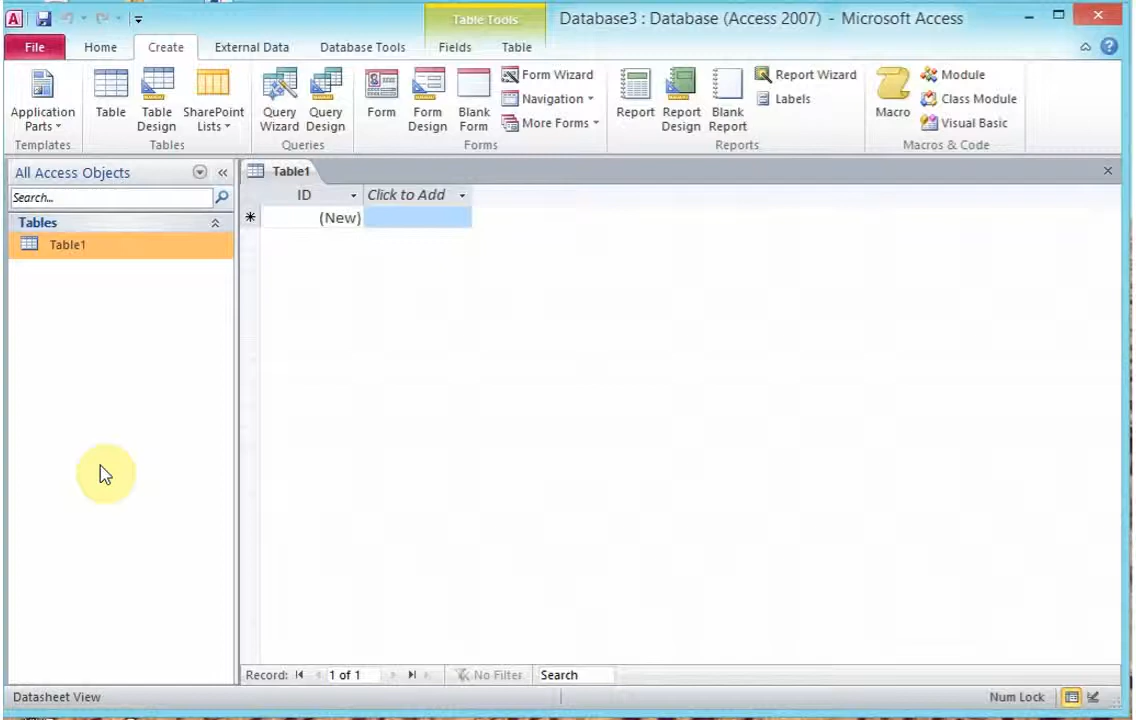 A
Table Tools
Database3 : Database (Access 2007) - Microsoft Access
File Home Create External Data Database Tools Fields Table
Application Parts
Table
Table Design
SharePoint Lists
Query Wizard
Query Design
Form
Form Design
Blank Form
Form Wizard
Navigation
More Forms
Report
Report Design
Blank Report
Report Wizard
Labels
Macro
Module
Class Module
Visual Basic
Templates Tables Queries Forms Reports Macros & Code
All Access Objects
Search...
Tables
Table1
Table1
ID Click to Add
(New)
Record: 1 of 1 No Filter Search
Datasheet View Num Lock